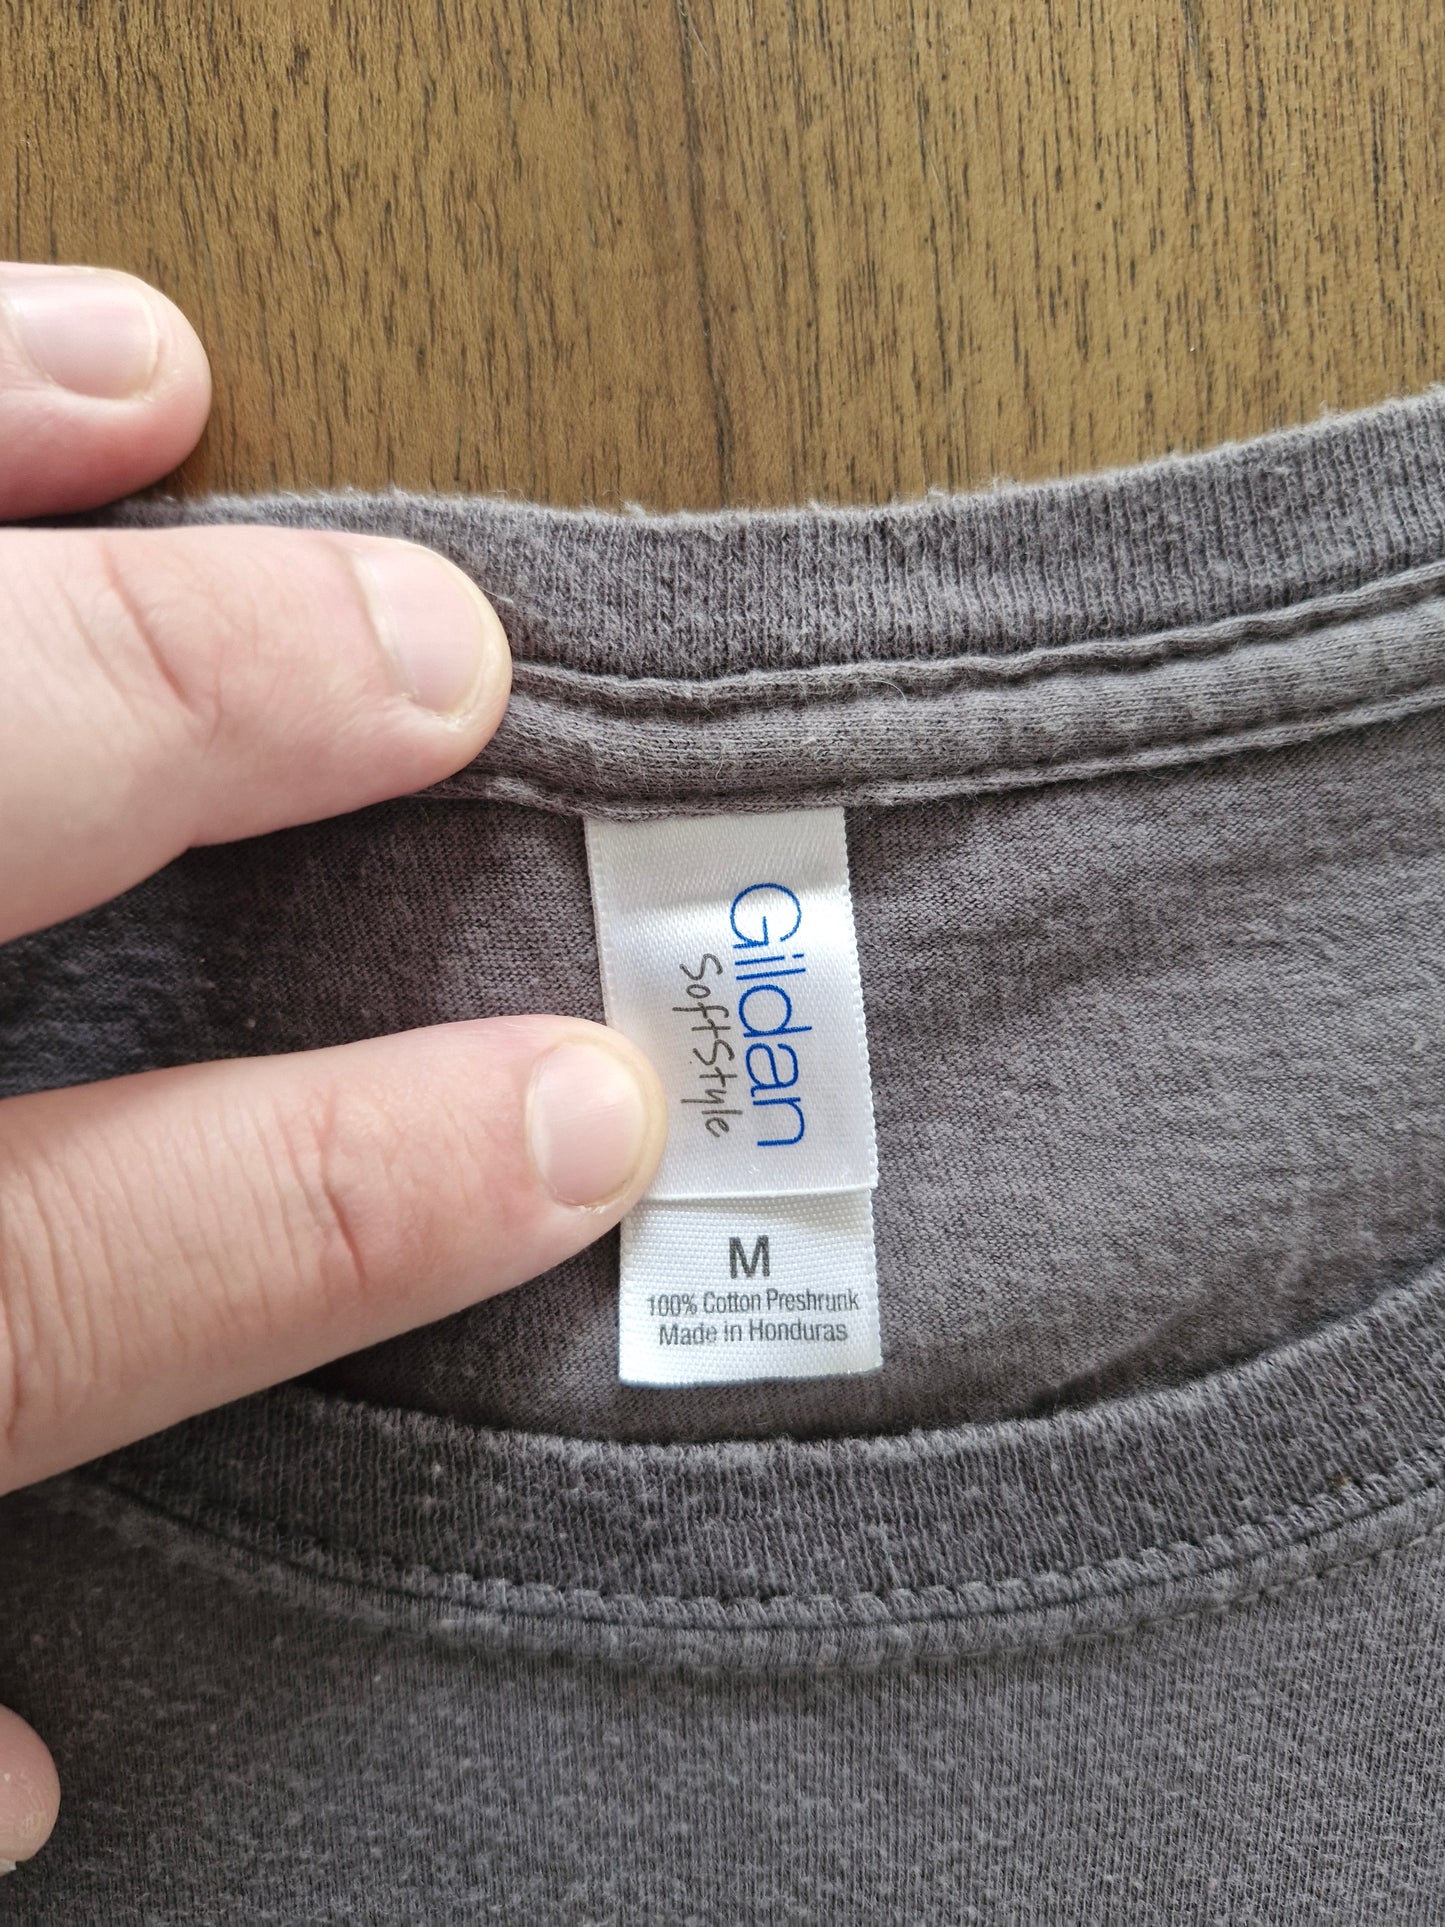 Gildan
SoftStyle
M
100% Cotton Preshrunk
Made in Honduras